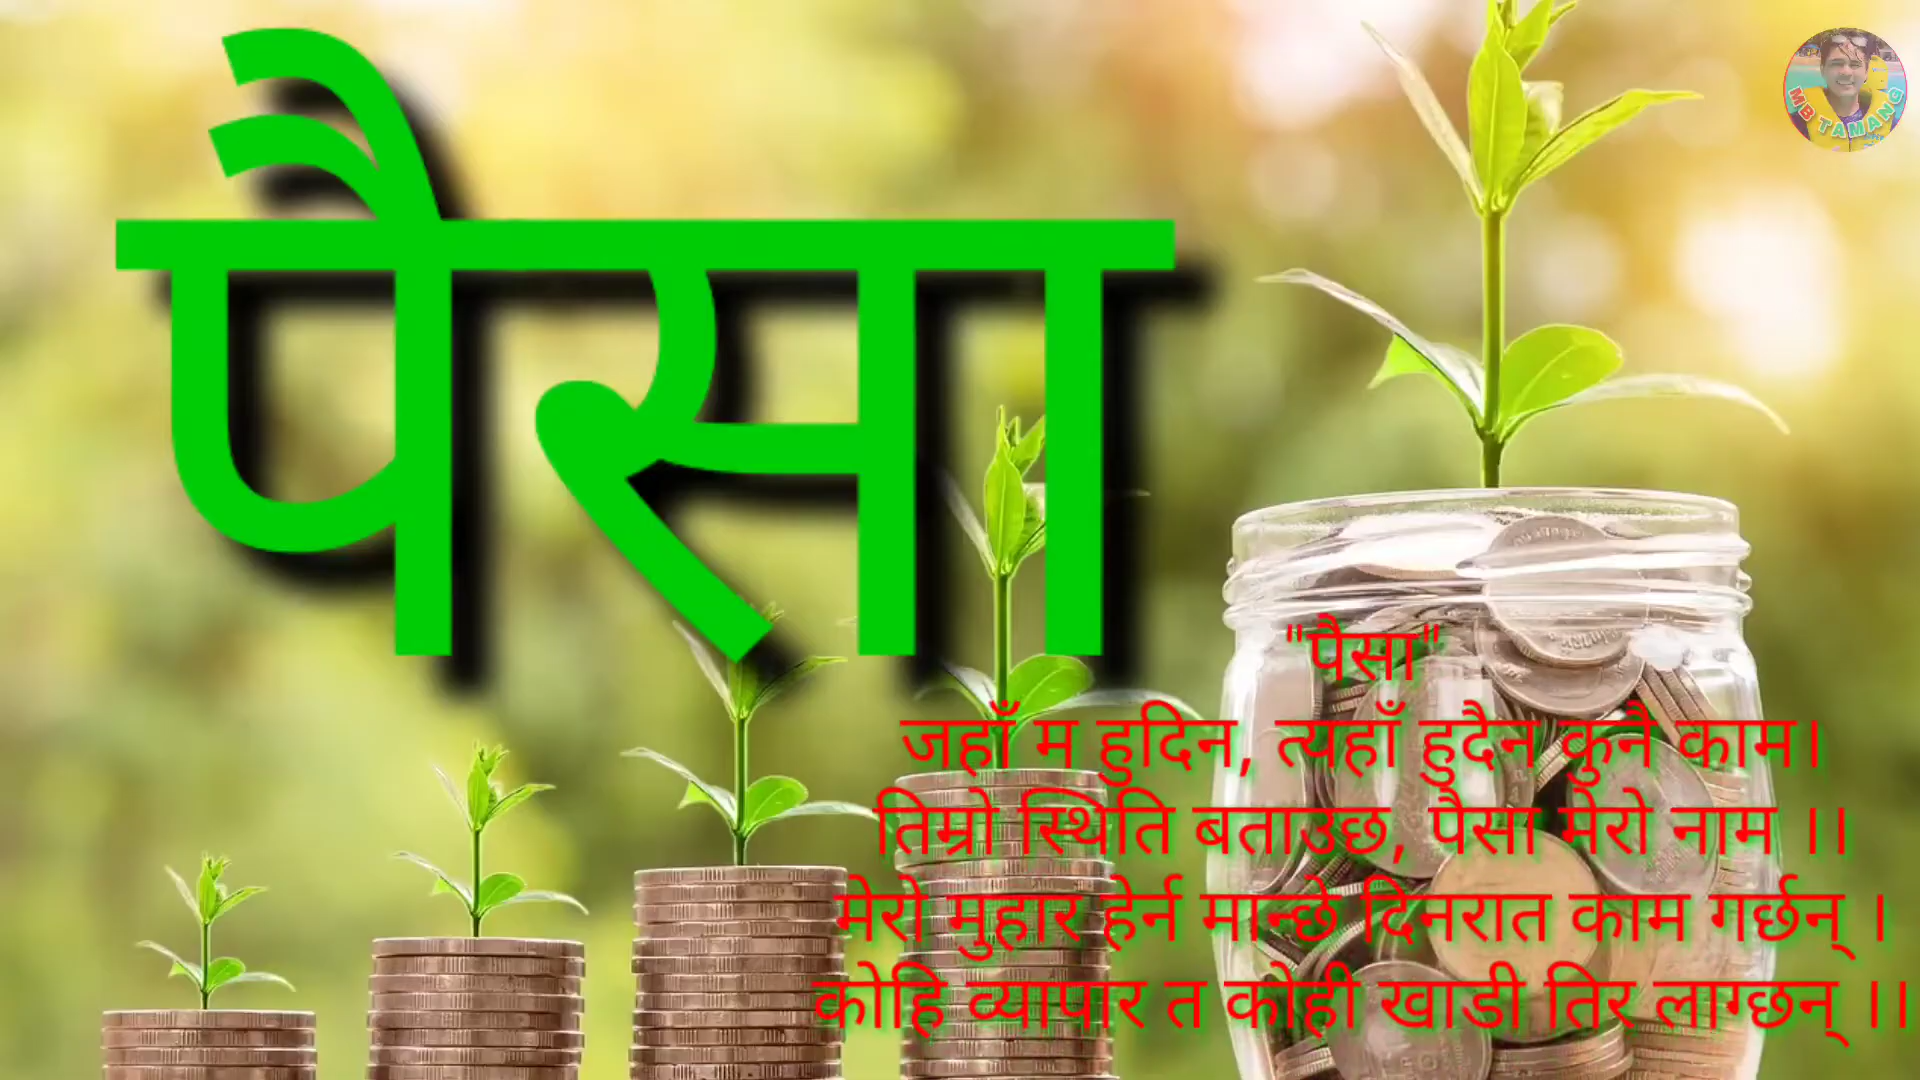 पैसा
MB TAMANG
"पैसा"
जहाँ म हुदिन, त्यहाँ हुदैन कुनै काम।
तिम्रो स्थिति बताउछ, पैसा मेरो नाम ।।
मेरो मुहार हेर्न मान्छे दिनरात काम गर्छन् ।
कोहि व्यापार त कोही खाडी तिर लाग्छन् ।।